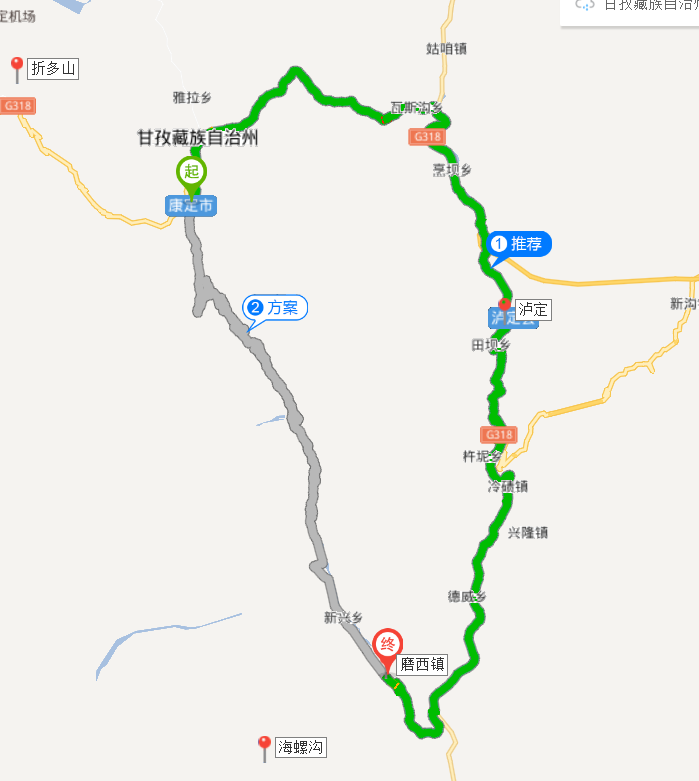 定机场
甘孜藏族自治州
姑咱镇
折多山
G318
雅拉乡
瓦斯沟乡
甘孜藏族自治州
G318
烹坝乡
起
康定市
1 推荐
2 方案
新沟
泸定
泸定县
田坝乡
G318
杵坭乡
冷碛镇
兴隆镇
德威乡
新兴乡
终
磨西镇
海螺沟